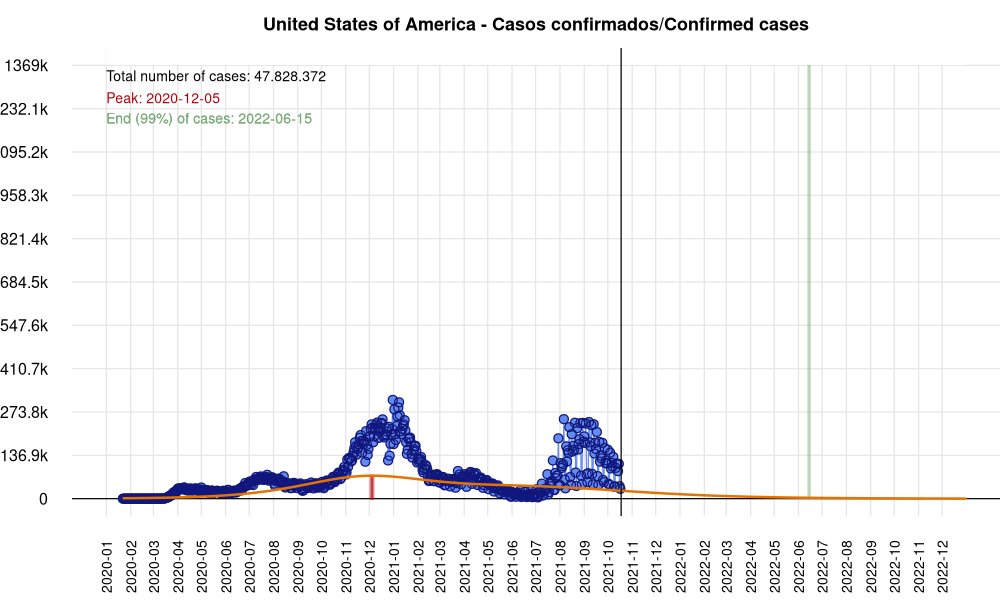 United States of America - Casos confirmados/Confirmed cases
Total number of cases: 47.828.372
Peak: 2020-12-05
End (99%) of cases: 2022-06-15
1369k
232.1k
095.2k
958.3k
821.4k
684.5k
547.6k
410.7k
273.8k
136.9k
0
2020-01
2020-02
2020-03
2020-04
2020-05
2020-06
2020-07
2020-08
2020-09
2020-10
2020-11
2020-12
2021-01
2021-03
2021-04
2021-05
2021-06
2021-07
2021-08
2021-09
2021-10
2021-11
2021-12
2022-01
2022-02
2022-03
2022-04
2022-05
2022-06
2022-07
2022-08
2022-09
2022-10
2022-11
2022-12